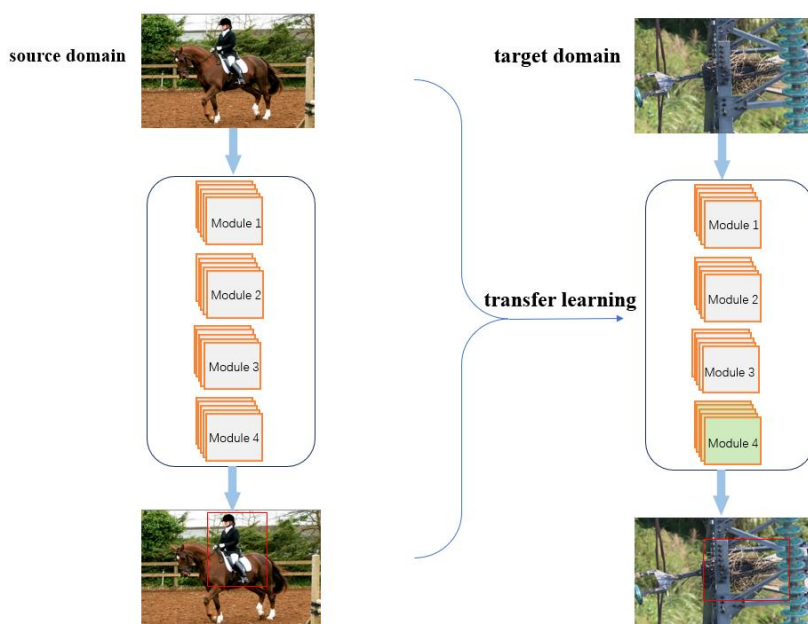 source domain
target domain
Module 1
Module 2
Module 3
Module 4
transfer learning
Module 1
Module 2
Module 3
Module 4